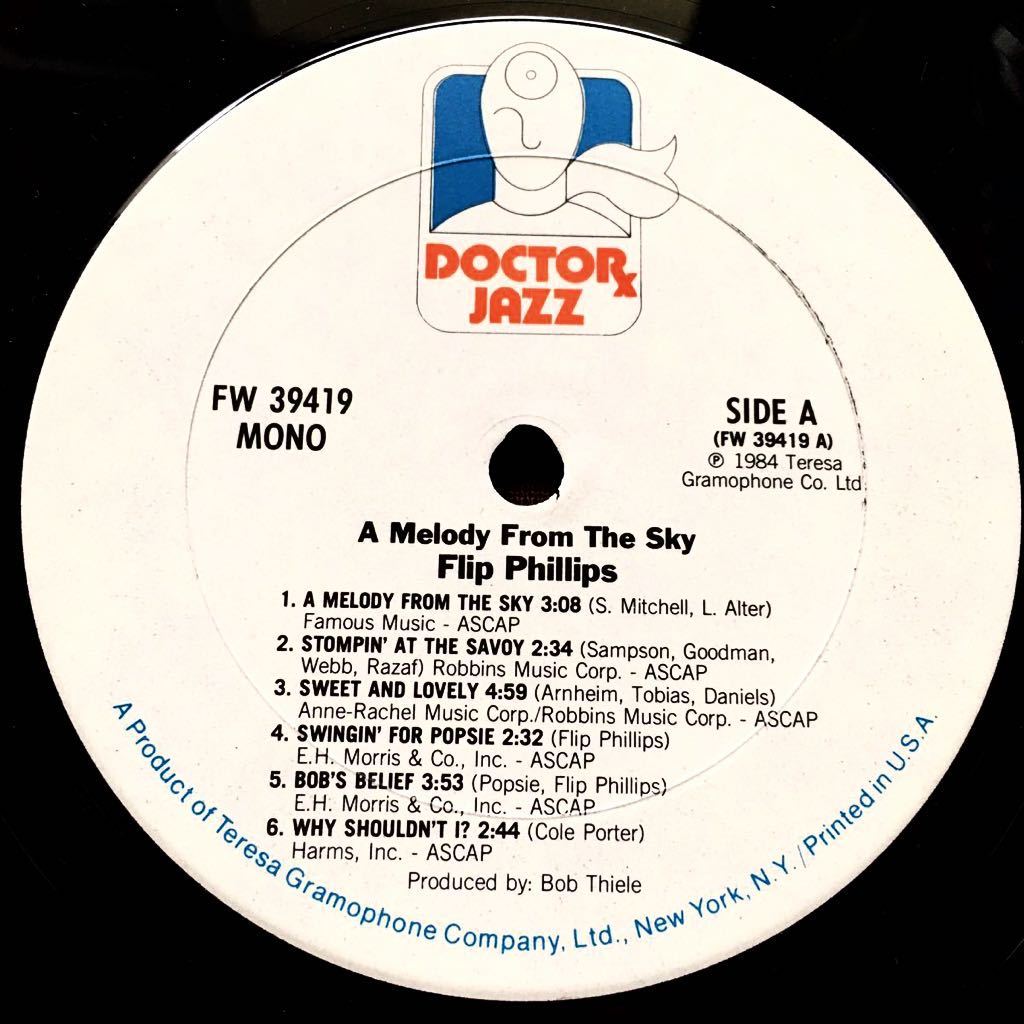 DOCTOR℞
JAZZ
FW 39419
MONO
SIDE A
(FW 39419 A)
℗ 1984 Teresa
Gramophone Co. Ltd.
A Melody From The Sky
Flip Phillips
1. A MELODY FROM THE SKY 3:08 (S. Mitchell, L. Alter)
Famous Music - ASCAP
2. STOMPIN' AT THE SAVOY 2:34 (Sampson, Goodman,
Webb, Razaf) Robbins Music Corp. - ASCAP
3. SWEET AND LOVELY 4:59 (Arnheim, Tobias, Daniels)
Anne-Rachel Music Corp./Robbins Music Corp. - ASCAP
4. SWINGIN' FOR POPSIE 2:32 (Flip Phillips)
E.H. Morris & Co., Inc. - ASCAP
5. BOB'S BELIEF 3:53 (Popsie, Flip Phillips)
E.H. Morris & Co., Inc. - ASCAP
6. WHY SHOULDN'T I? 2:44 (Cole Porter)
Harms, Inc. - ASCAP
Produced by: Bob Thiele
A Product of Teresa Gramophone Company, Ltd., New York, N.Y./Printed in U.S.A.